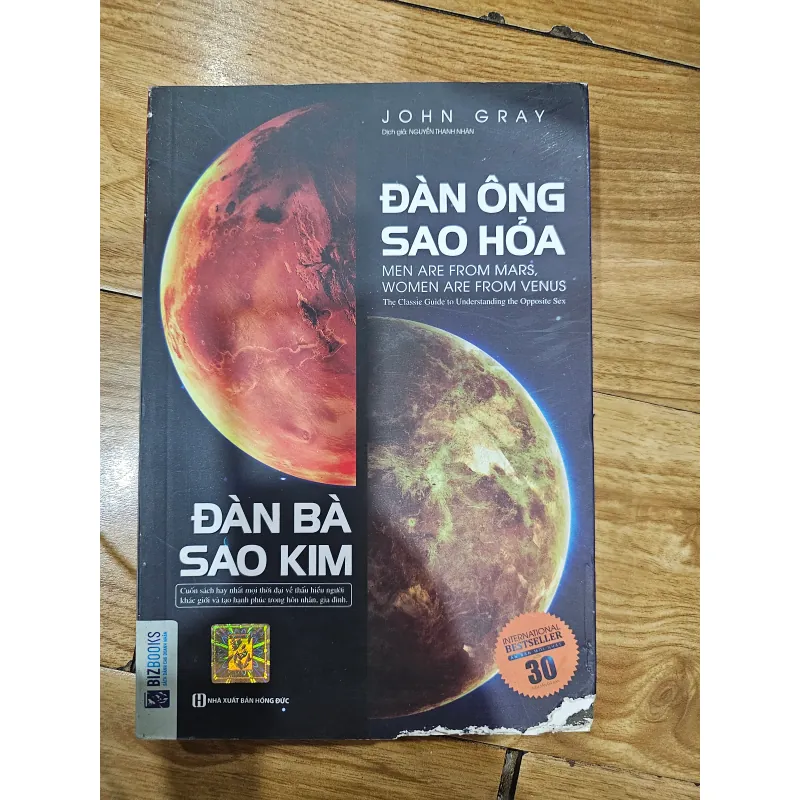 JOHN GRAY
Dịch giả: NGUYỄN THANH NHÀN
ĐÀN ÔNG
SAO HỎA
MEN ARE FROM MARS,
WOMEN ARE FROM VENUS
The Classic Guide to Understanding the Opposite Sex
ĐÀN BÀ
SAO KIM
Cuốn sách hay nhất mọi thời đại về thấu hiểu người
khác giới và tạo hạnh phúc trong hôn nhân, gia đình.
BIZBOOKS
NHÀ XUẤT BẢN HỒNG ĐỨC
INTERNATIONAL
BESTSELLER
30